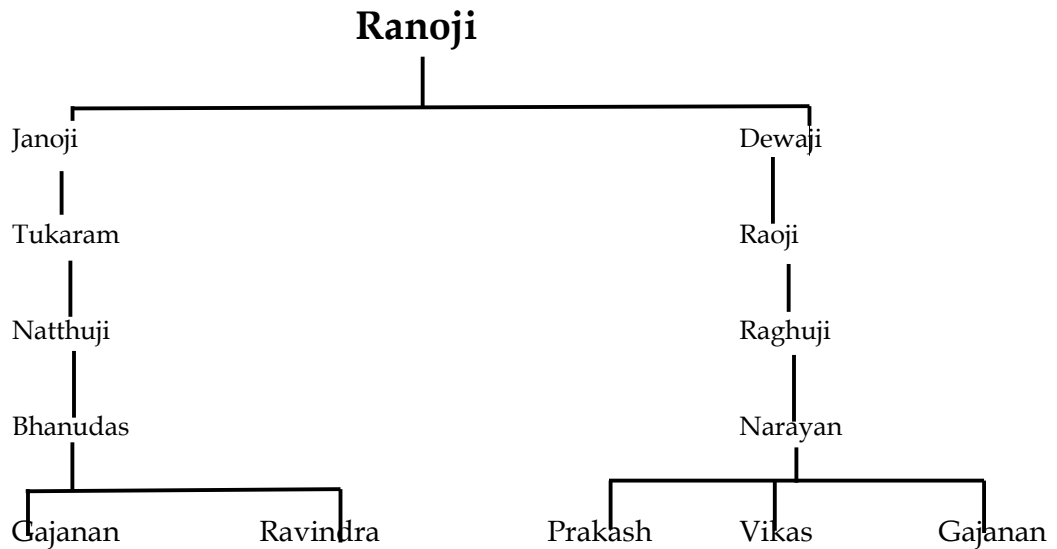 Ranoji
Janoji Dewaji
Tukaram Raoji
Natthuji Raghuji
Bhanudas Narayan
Gajanan Ravindra Prakash Vikas Gajanan